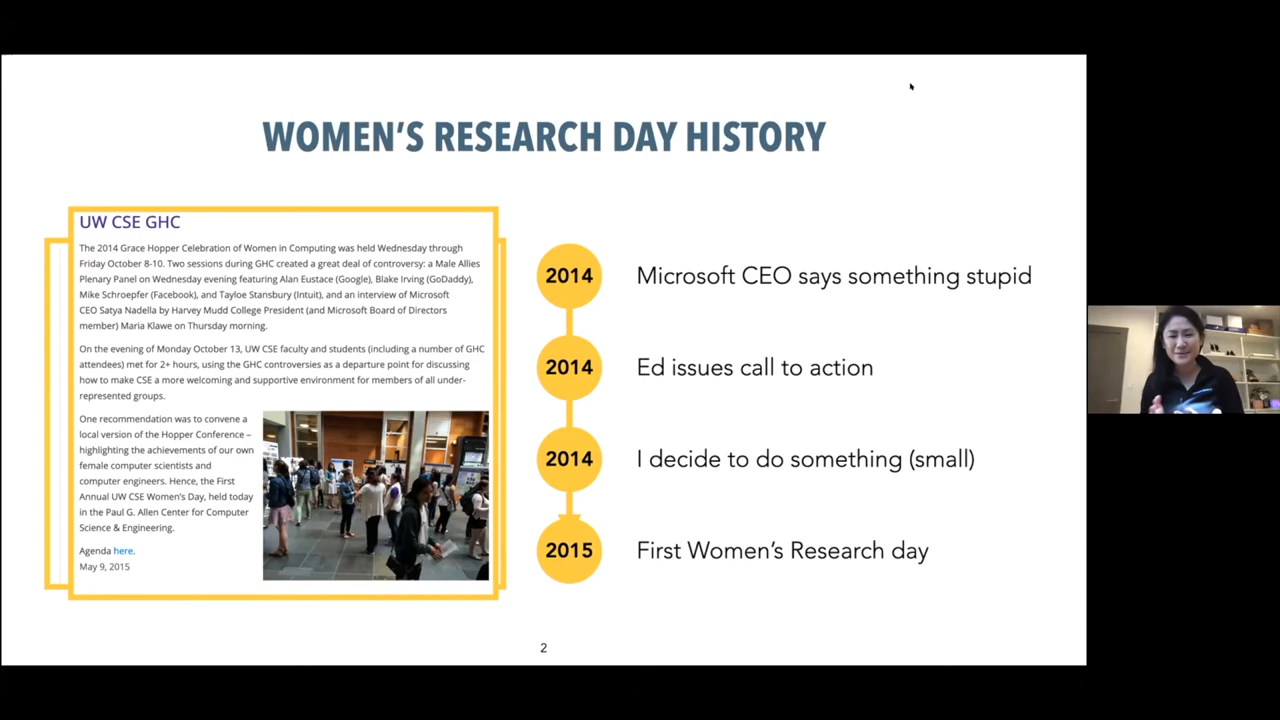 WOMEN'S RESEARCH DAY HISTORY
UW CSE GHC
The 2014 Grace Hopper Celebration of Women in Computing was held Wednesday through
Friday October 8-10. Two sessions during GHC created a great deal of controversy: a Male Allies
Plenary Panel on Wednesday evening featuring Alan Eustace (Google), Blake Irving (GoDaddy),
Mike Schroepfer (Facebook), and Tayloe Stansbury (Intuit), and an interview of Microsoft
CEO Satya Nadella by Harvey Mudd College President (and Microsoft Board of Directors
member) Maria Klawe on Thursday morning.
On the evening of Monday October 13, UW CSE faculty and students (including a number of GHC
attendees) met for 2+ hours, using the GHC controversies as a departure point for discussing
how to make CSE a more welcoming and supportive environment for members of all under-
represented groups.
One recommendation was to convene a
local version of the Hopper Conference –
highlighting the achievements of our own
female computer scientists and
computer engineers. Hence, the First
Annual UW CSE Women's Day, held today
in the Paul G. Allen Center for Computer
Science & Engineering.
Agenda here.
May 9, 2015
2014 Microsoft CEO says something stupid
2014 Ed issues call to action
2014 I decide to do something (small)
2015 First Women's Research day
2